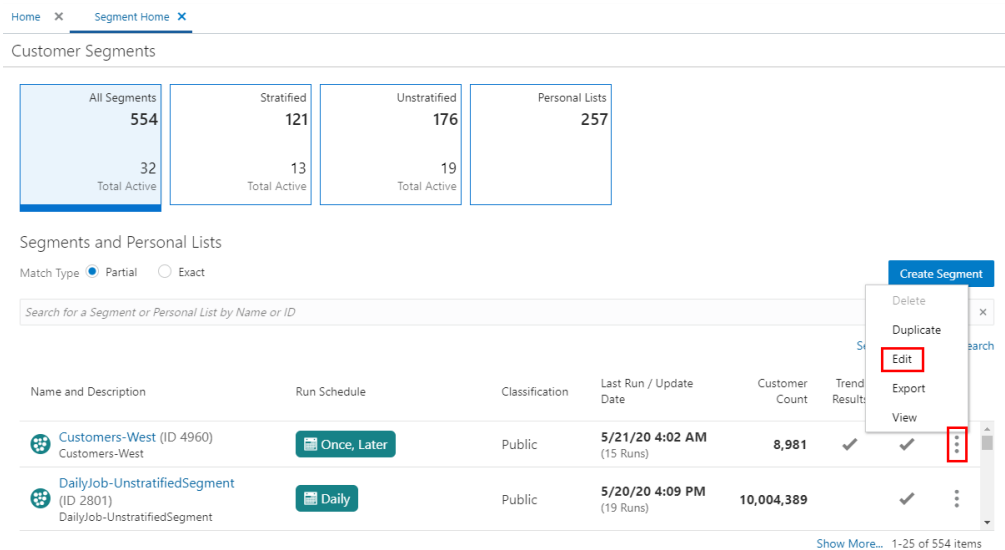 Home ✕ Segment Home ✕
Customer Segments
All Segments
554
32
Total Active
Stratified
121
13
Total Active
Unstratified
176
19
Total Active
Personal Lists
257
Segments and Personal Lists
Match Type Partial Exact
Create Segment
Search for a Segment or Personal List by Name or ID ✕
Delete
Duplicate
Edit
Export
View
Se
earch
Name and Description Run Schedule Classification Last Run / Update Date Customer Count Trend Results
Customers-West (ID 4960)
Customers-West
Once, Later
Public
5/21/20 4:02 AM
(15 Runs)
8,981
DailyJob-UnstratifiedSegment
(ID 2801)
DailyJob-UnstratifiedSegment
Daily
Public
5/20/20 4:09 PM
(19 Runs)
10,004,389
Show More... 1-25 of 554 items